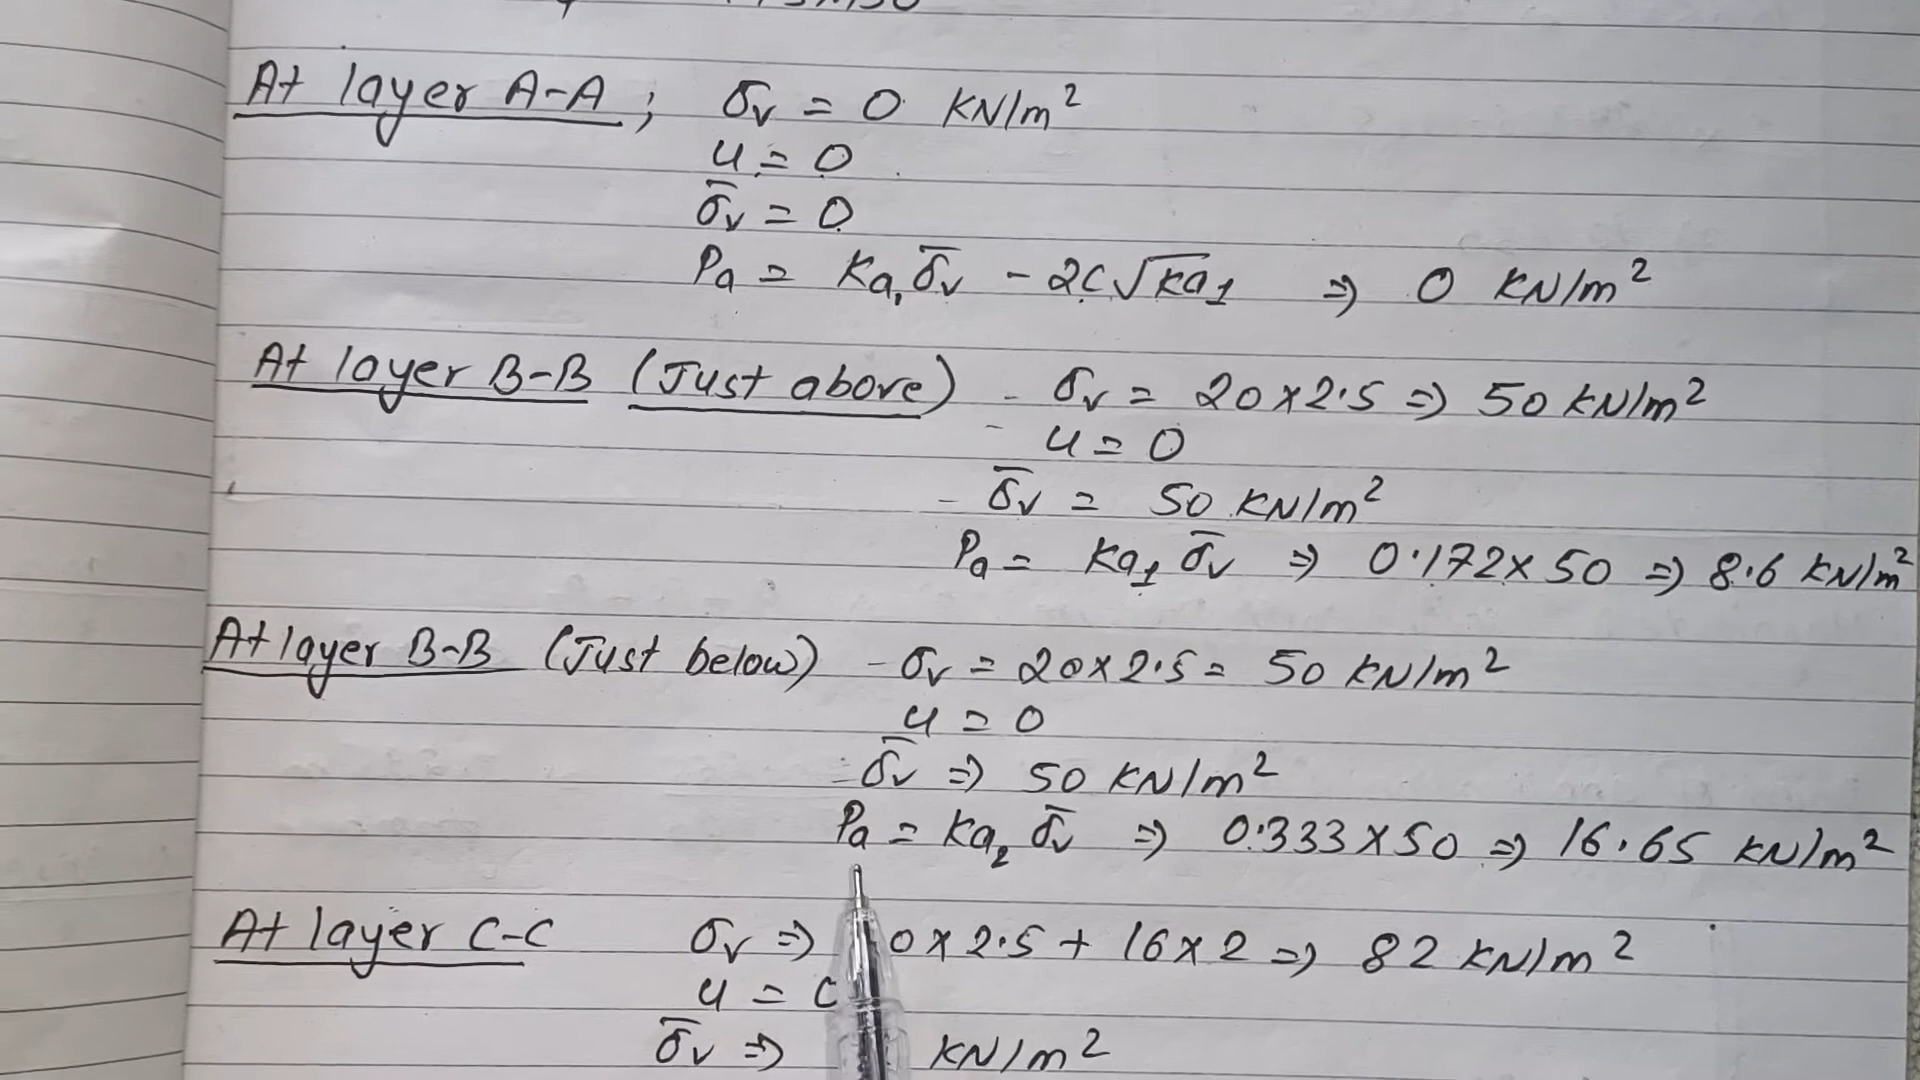 At layer A-A ; σv = 0 KN/m²
u = 0
σ̅v = 0
Pa = Ka₁ σ̅v - 2C√Ka₁ ⇒ 0 KN/m²
At layer B-B (Just above) - σv = 20×2.5 ⇒ 50 KN/m²
u = 0
σ̅v = 50 KN/m²
Pa = Ka₁ σ̅v ⇒ 0.172×50 ⇒ 8.6 KN/m²
At layer B-B (Just below) - σv = 20×2.5 = 50 KN/m²
u = 0
σ̅v ⇒ 50 KN/m²
Pa = Ka₂ σ̅v ⇒ 0.333×50 ⇒ 16.65 KN/m²
At layer C-C σv ⇒ 0×2.5 + 16×2 ⇒ 82 KN/m²
u =
σ̅v ⇒ KN/m²